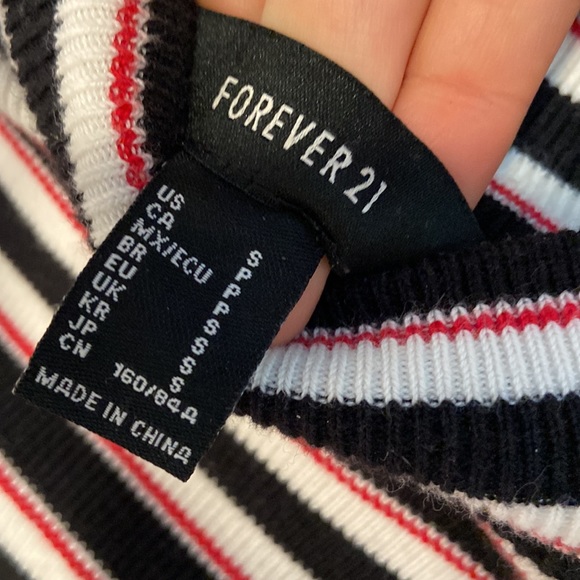 FOREVER 21
US S
CA P
MX/ECU P
BR P
EU S
UK S
KR S
JP S
CN 160/84A
MADE IN CHINA